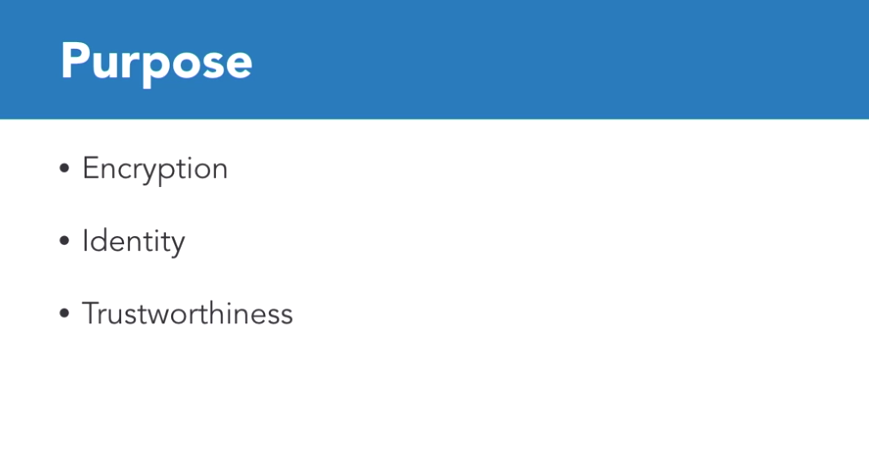 Purpose
• Encryption
• Identity
• Trustworthiness